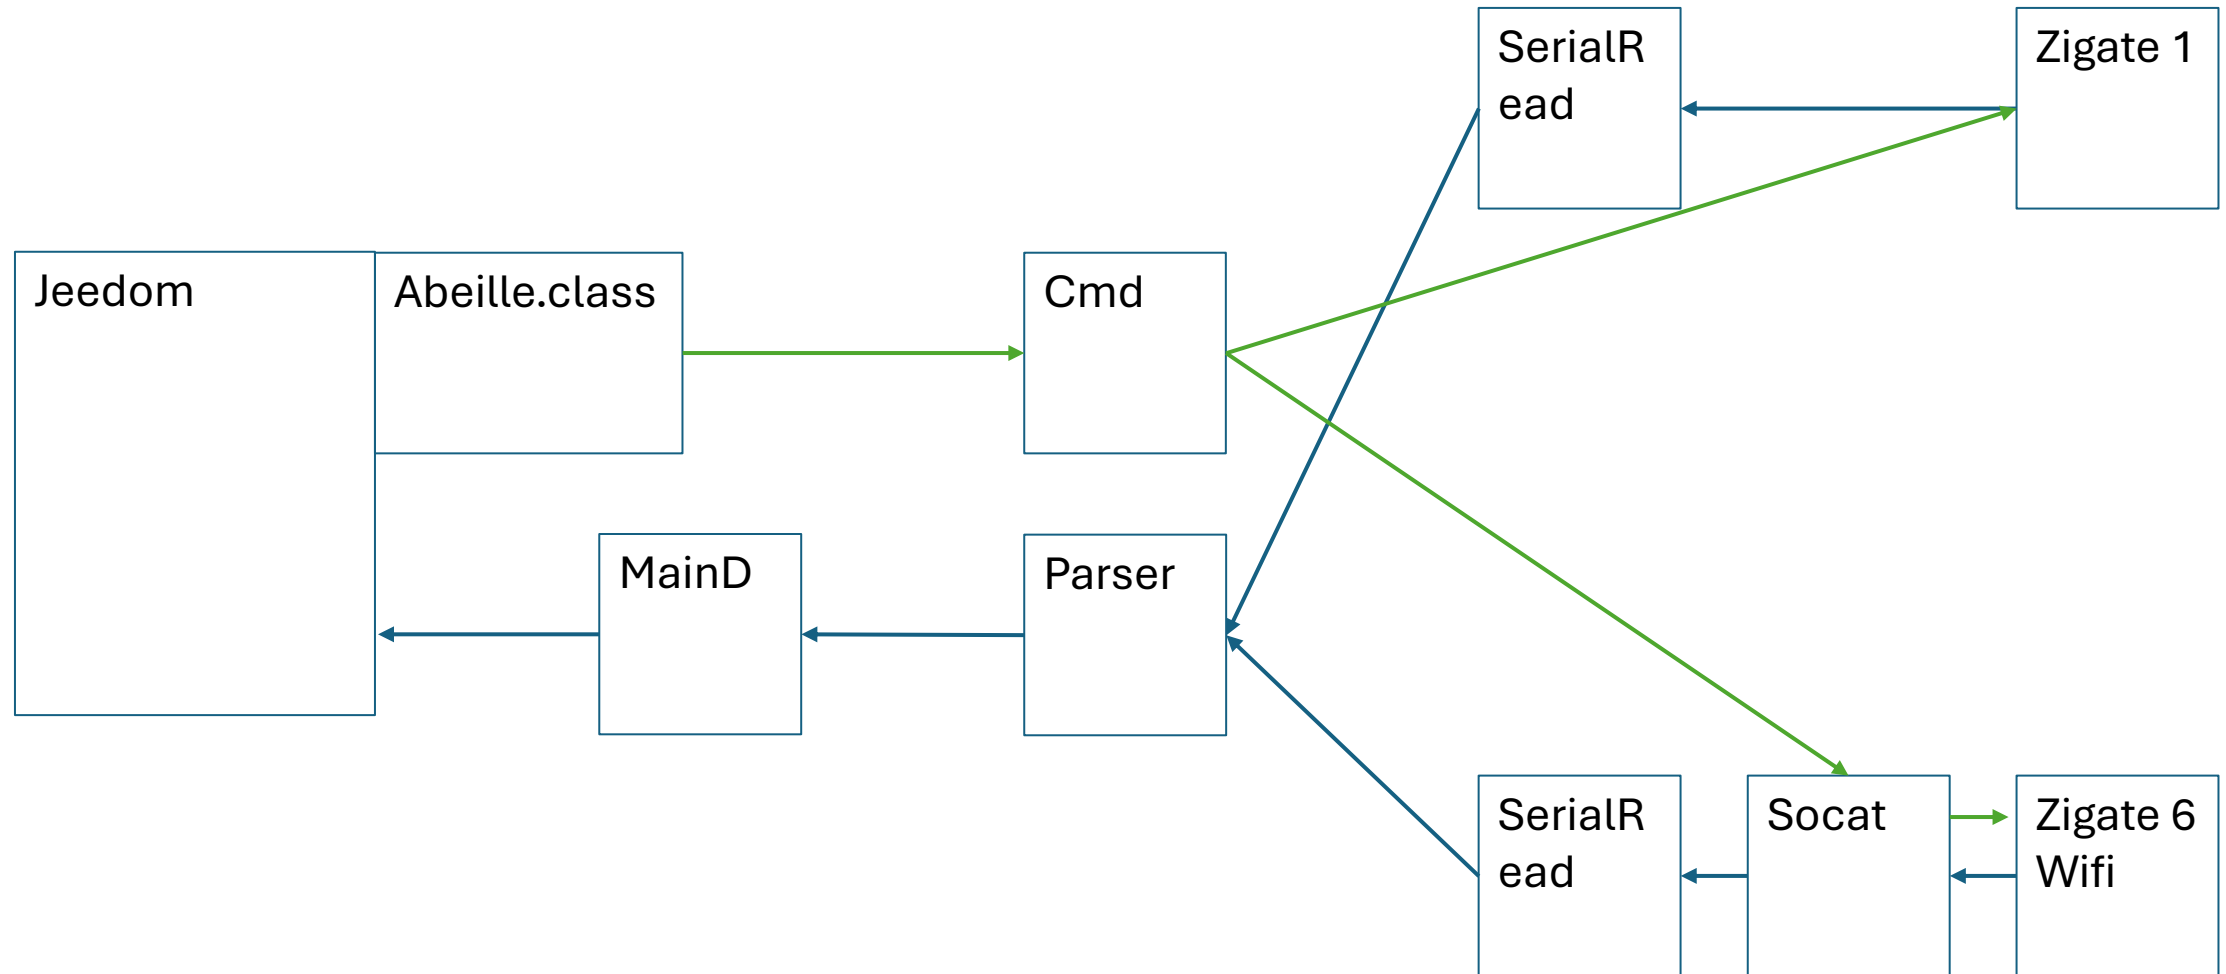 SerialR
ead
Zigate 1
Jeedom
Abeille.class
Cmd
MainD
Parser
SerialR
ead
Socat
Zigate 6
Wifi